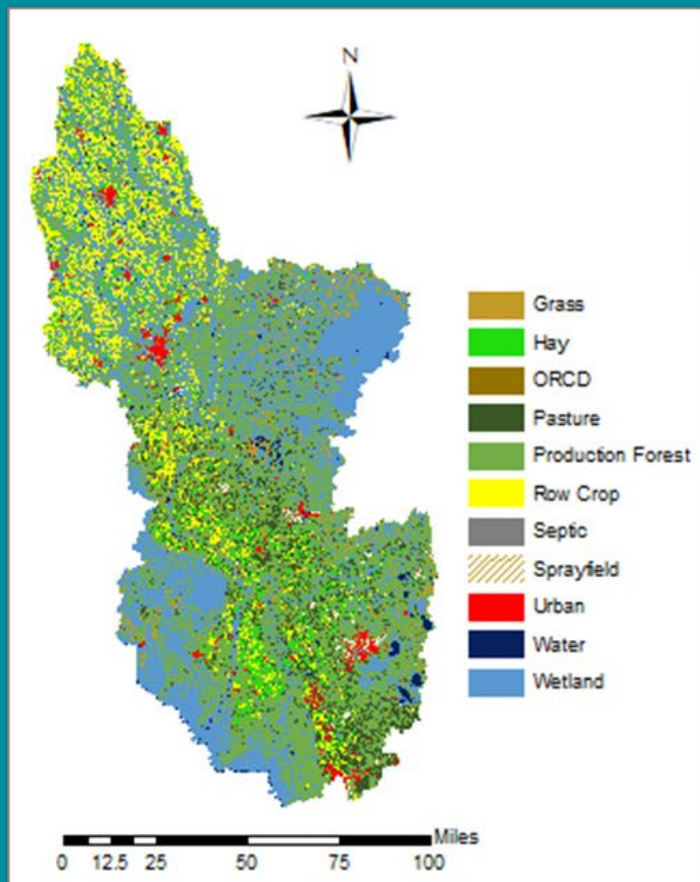 N
Grass
Hay
ORCD
Pasture
Production Forest
Row Crop
Septic
Sprayfield
Urban
Water
Wetland
Miles
0 12.5 25 50 75 100